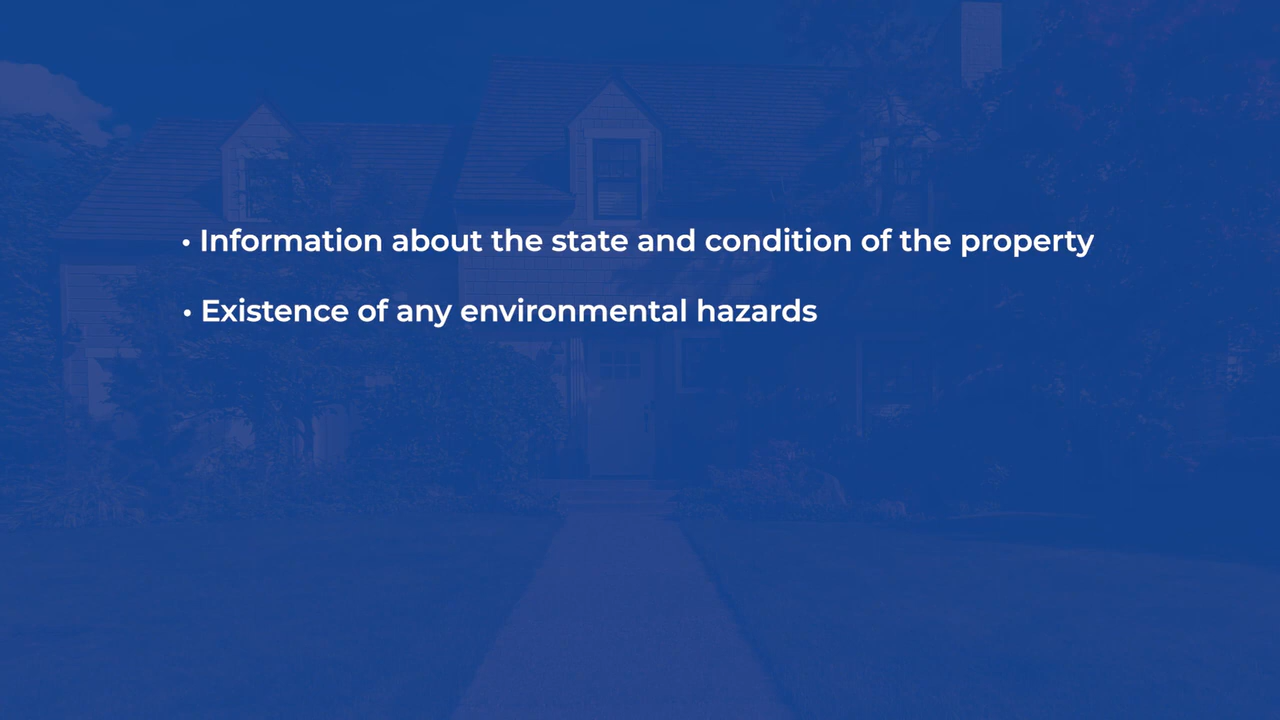 • Information about the state and condition of the property
• Existence of any environmental hazards